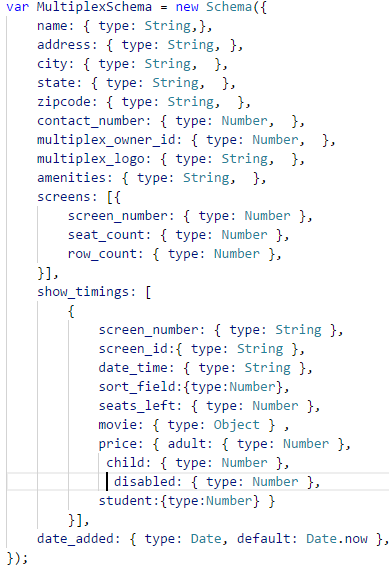 var MultiplexSchema = new Schema({
    name: { type: String,},
    address: { type: String, },
    city: { type: String,  },
    state: { type: String,  },
    zipcode: { type: String,  },
    contact_number: { type: Number,  },
    multiplex_owner_id: { type: Number,  },
    multiplex_logo: { type: String,  },
    amenities: { type: String,  },
    screens: [{
        screen_number: { type: Number },
        seat_count: { type: Number },
        row_count: { type: Number },
    }],
    show_timings: [
        {
            screen_number: { type: String },
            screen_id:{ type: String },
            date_time: { type: String },
            sort_field:{type:Number},
            seats_left: { type: Number },
            movie: { type: Object } ,
            price: { adult: { type: Number },
             child: { type: Number },
              disabled: { type: Number },
            student:{type:Number} }
        }],
    date_added: { type: Date, default: Date.now },
});